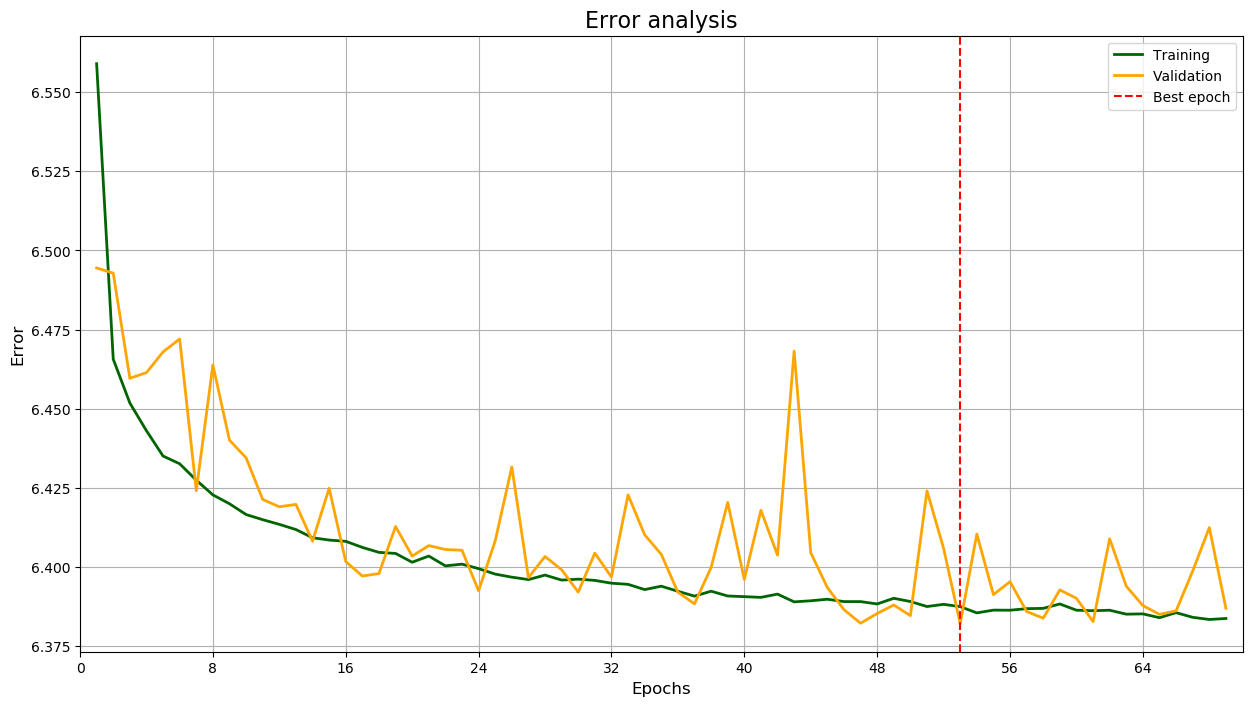 Error analysis
Training
Validation
Best epoch
Error
6.550
6.525
6.500
6.475
6.450
6.425
6.400
6.375
0 8 16 24 32 40 48 56 64
Epochs